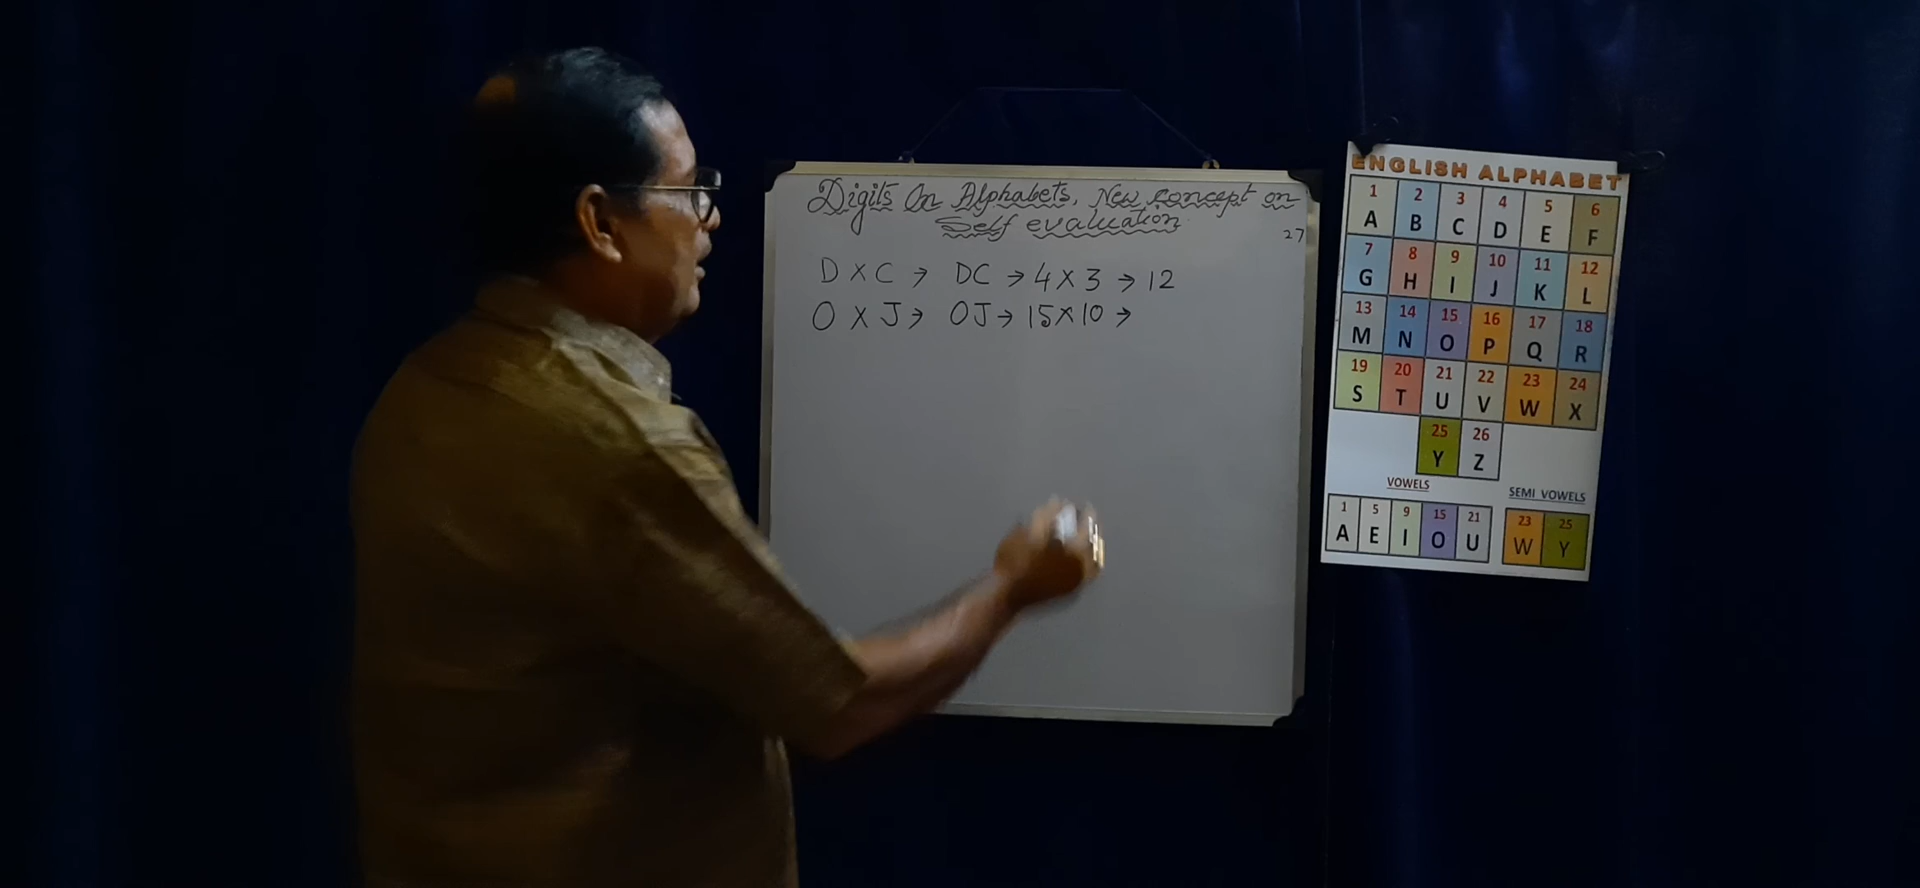 Digits On Alphabets, New concept on
Self evaluation.
27
D X C → DC → 4 X 3 → 12
O X J → OJ → 15 X 10 →
ENGLISH ALPHABET
1 2 3 4 5 6
A B C D E F
7 8 9 10 11 12
G H I J K L
13 14 15 16 17 18
M N O P Q R
19 20 21 22 23 24
S T U V W X
25 26
Y Z
VOWELS
SEMI VOWELS
1 5 9 15 21
A E I O U
23 25
W Y